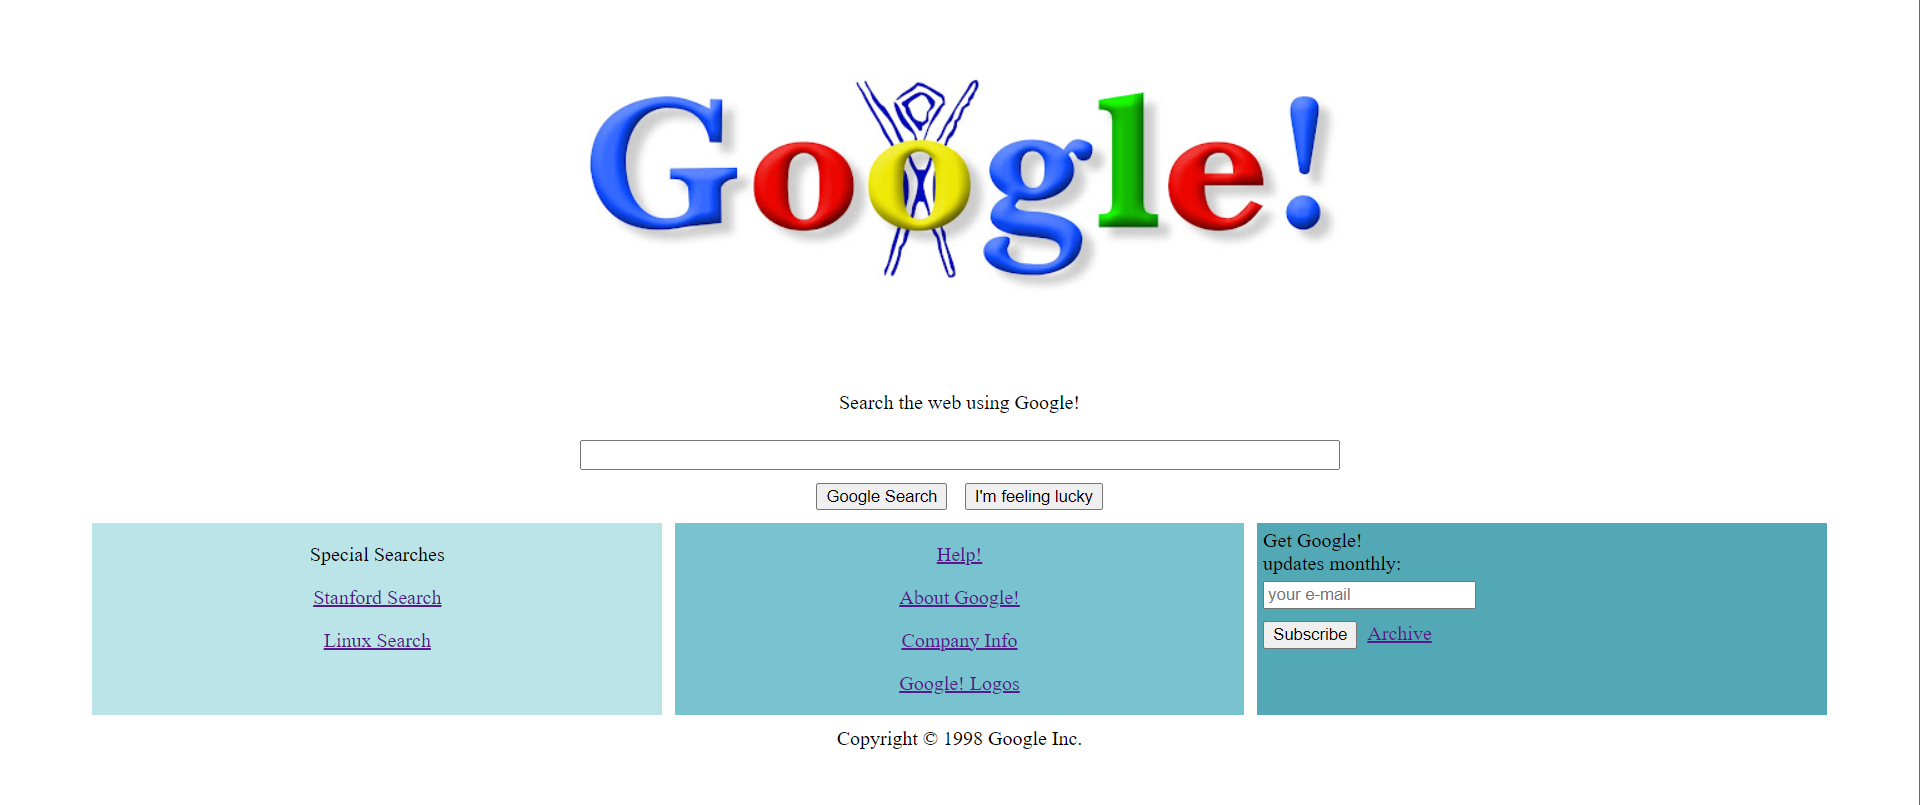 Google!
Search the web using Google!
Google Search I'm feeling lucky
Special Searches
Stanford Search
Linux Search
Help!
About Google!
Company Info
Google! Logos
Get Google!
updates monthly:
your e-mail
Subscribe Archive
Copyright © 1998 Google Inc.